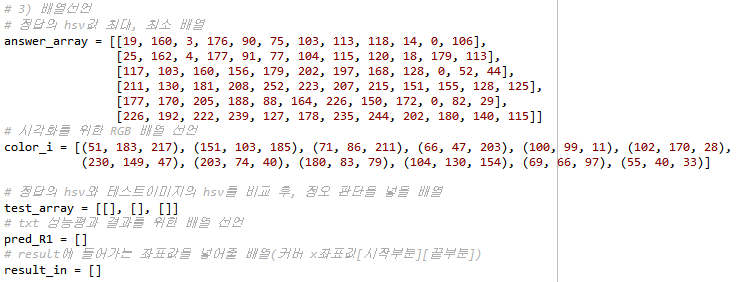 # 3) 배열선언
# 정답의 hsv값 최대, 최소 배열
answer_array = [[19, 160, 3, 176, 90, 75, 103, 113, 118, 14, 0, 106],
[25, 162, 4, 177, 91, 77, 104, 115, 120, 18, 179, 113],
[117, 103, 160, 156, 179, 202, 197, 168, 128, 0, 52, 44],
[211, 130, 181, 208, 252, 223, 207, 215, 151, 155, 128, 125],
[177, 170, 205, 188, 88, 164, 226, 150, 172, 0, 82, 29],
[226, 192, 222, 239, 127, 178, 235, 244, 202, 180, 140, 115]]
# 시각화를 위한 RGB 배열 선언
color_i = [(51, 183, 217), (151, 103, 185), (71, 86, 211), (66, 47, 203), (100, 99, 11), (102, 170, 28),
(230, 149, 47), (203, 74, 40), (180, 83, 79), (104, 130, 154), (69, 66, 97), (55, 40, 33)]
# 정답의 hsv와 테스트이미지의 hsv를 비교 후, 정오 판단을 넣을 배열
test_array = [[], [], []]
# txt 성능평과 결과를 위한 배열 선언
pred_R1 = []
# result에 들어가는 좌표값을 넣어줄 배열(커버 x좌표값[시작부분][끝부분])
result_in = []